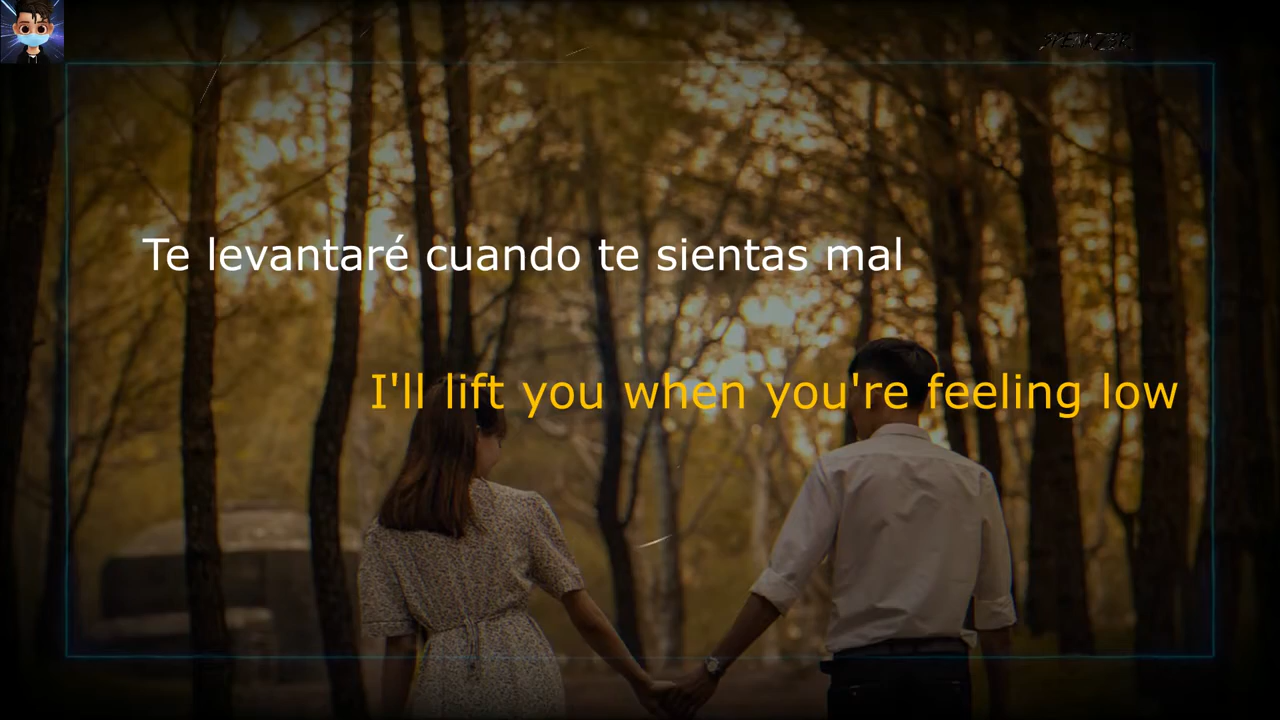 Te levantaré cuando te sientas mal
I'll lift you when you're feeling low